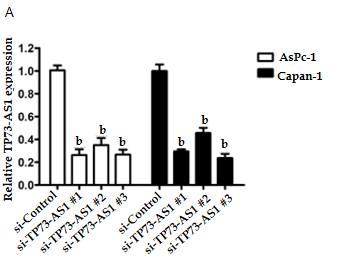 A
Relative TP73-AS1 expression
1.2
1.0
0.8
0.6
0.4
0.2
0.0
b
b
b
b
b
b
si-Control
si-TP73-AS1 #1
si-TP73-AS1 #2
si-TP73-AS1 #3
si-Control
si-TP73-AS1 #1
si-TP73-AS1 #2
si-TP73-AS1 #3
AsPc-1
Capan-1